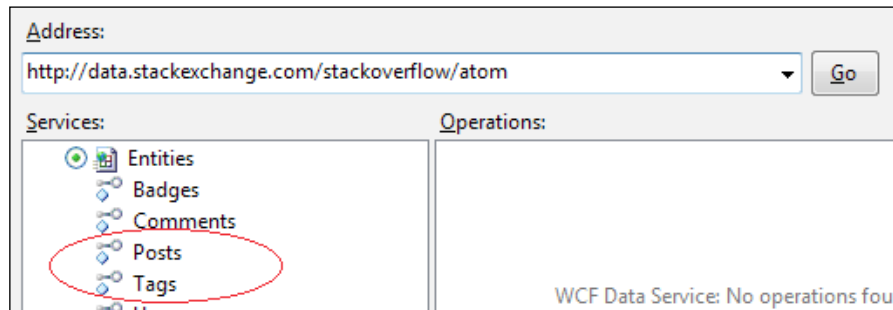 Address:
http://data.stackexchange.com/stackoverflow/atom
Go
Services:
Operations:
Entities
Badges
Comments
Posts
Tags
WCF Data Service: No operations fou